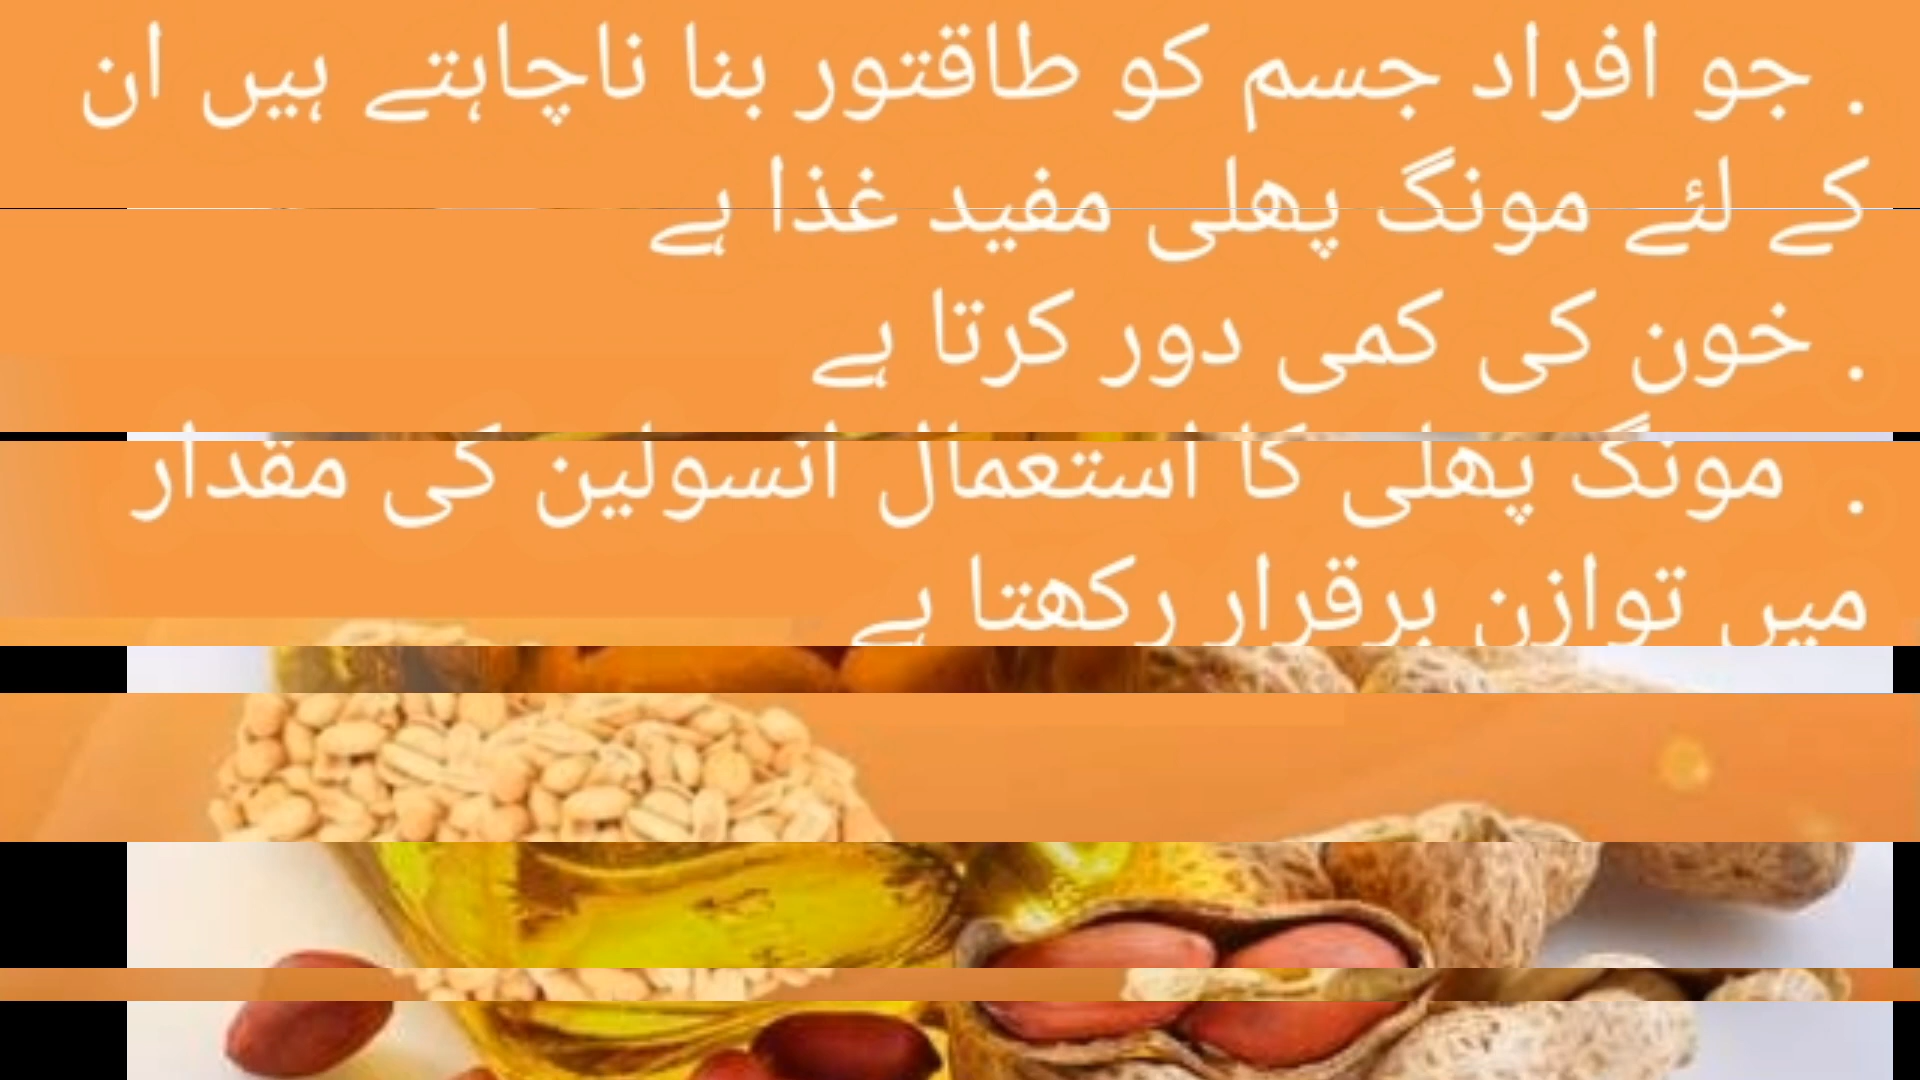 . جو افراد جسم کو طاقتور بنا ناچاہتے ہیں ان
کے لئے مونگ پھلی مفید غذا ہے
. خون کی کمی دور کرتا ہے
. مونگ پھلی کا استعمال انسولین کی مقدار
میں توازن برقرار رکھتا ہے